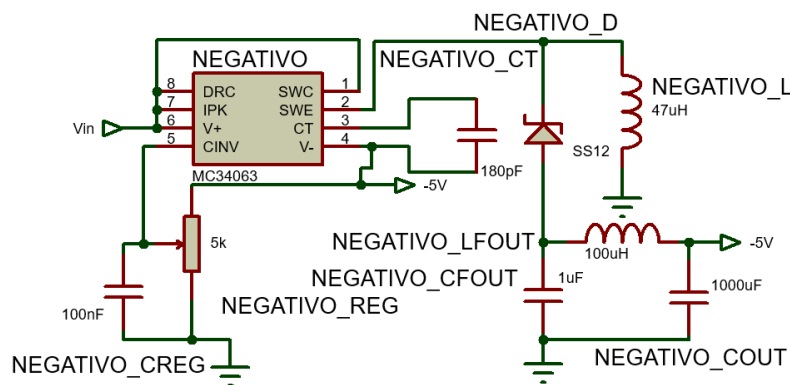 NEGATIVO_D
NEGATIVO
NEGATIVO_CT
8 DRC SWC 1
7 IPK SWE 2
Vin 6 V+ CT 3
5 CINV V- 4
MC34063
180pF
SS12
NEGATIVO_L
47uH
-5V
5k
NEGATIVO_LFOUT
100uH
-5V
NEGATIVO_CFOUT
1uF
1000uF
100nF
NEGATIVO_REG
NEGATIVO_CREG
NEGATIVO_COUT